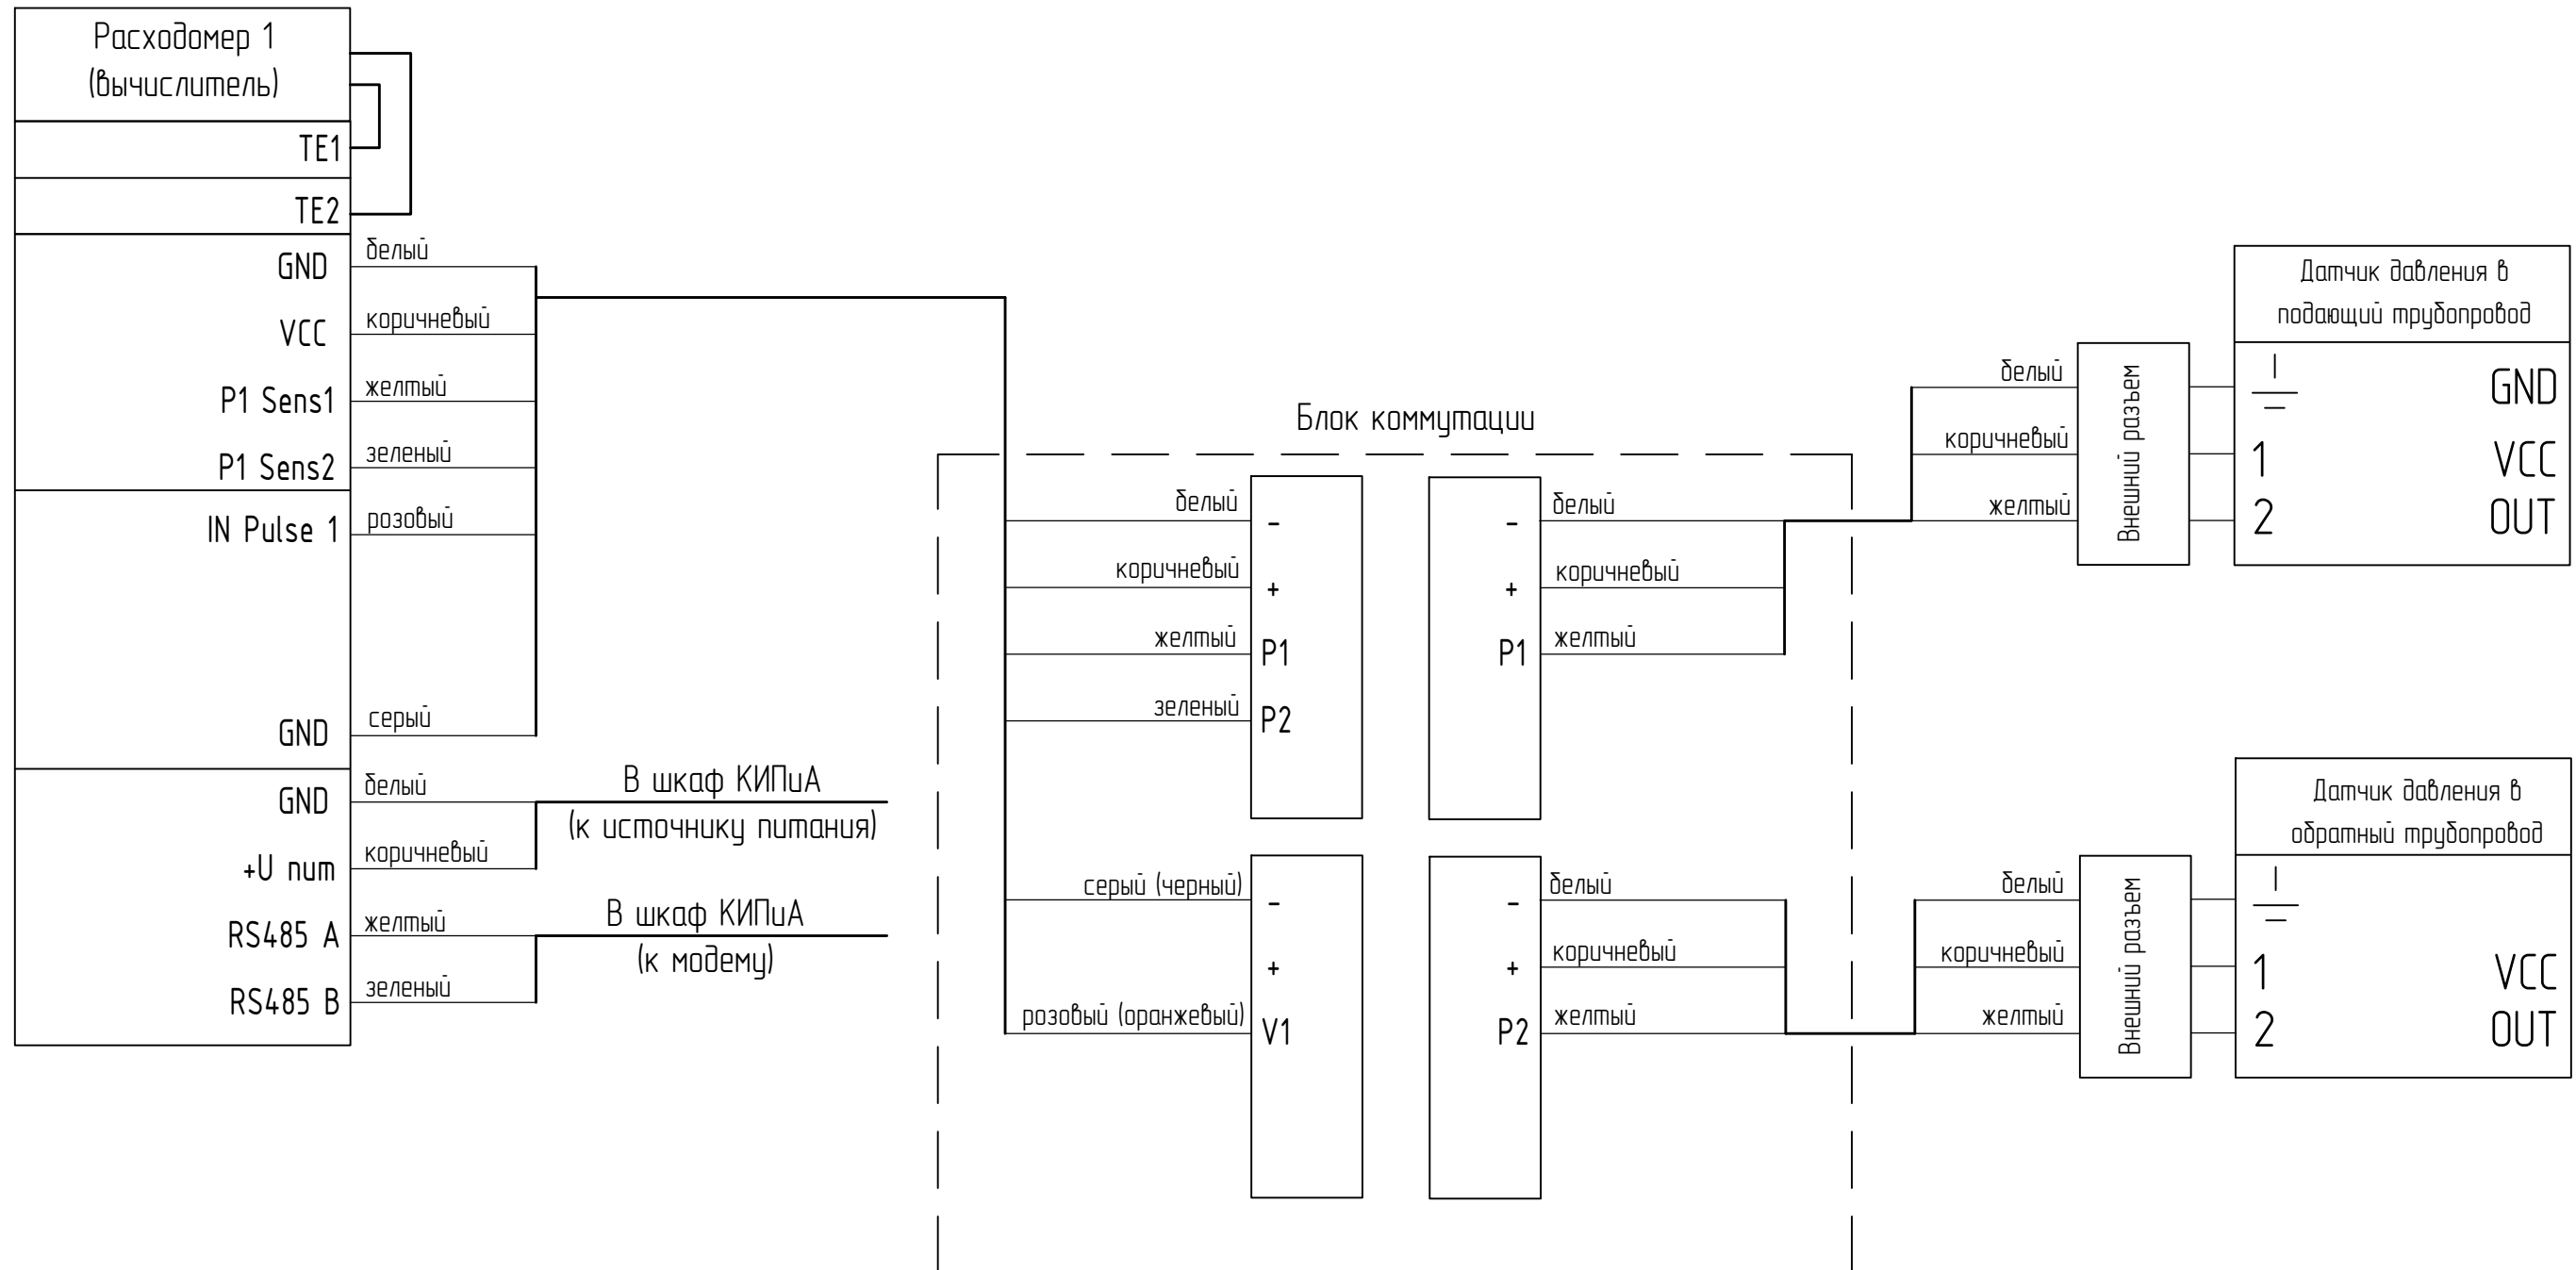 Расходомер 1
(вычислитель)
TE1
TE2
GND
белый
VCC
коричневый
P1 Sens1
желтый
P1 Sens2
зеленый
IN Pulse 1
розовый
GND
серый
GND
белый
+U пит
коричневый
RS485 A
желтый
RS485 B
зеленый
В шкаф КИПиА
(к источнику питания)
В шкаф КИПиА
(к модему)
Блок коммутации
белый
-
коричневый
+
желтый
P1
зеленый
P2
серый (черный)
-
+
розовый (оранжевый)
V1
-
белый
+
коричневый
P1
желтый
-
белый
+
коричневый
P2
желтый
белый
коричневый
желтый
Внешний разъем
Датчик давления в
подающий трубопровод
GND
1
VCC
2
OUT
белый
коричневый
желтый
Внешний разъем
Датчик давления в
обратный трубопровод
1
VCC
2
OUT